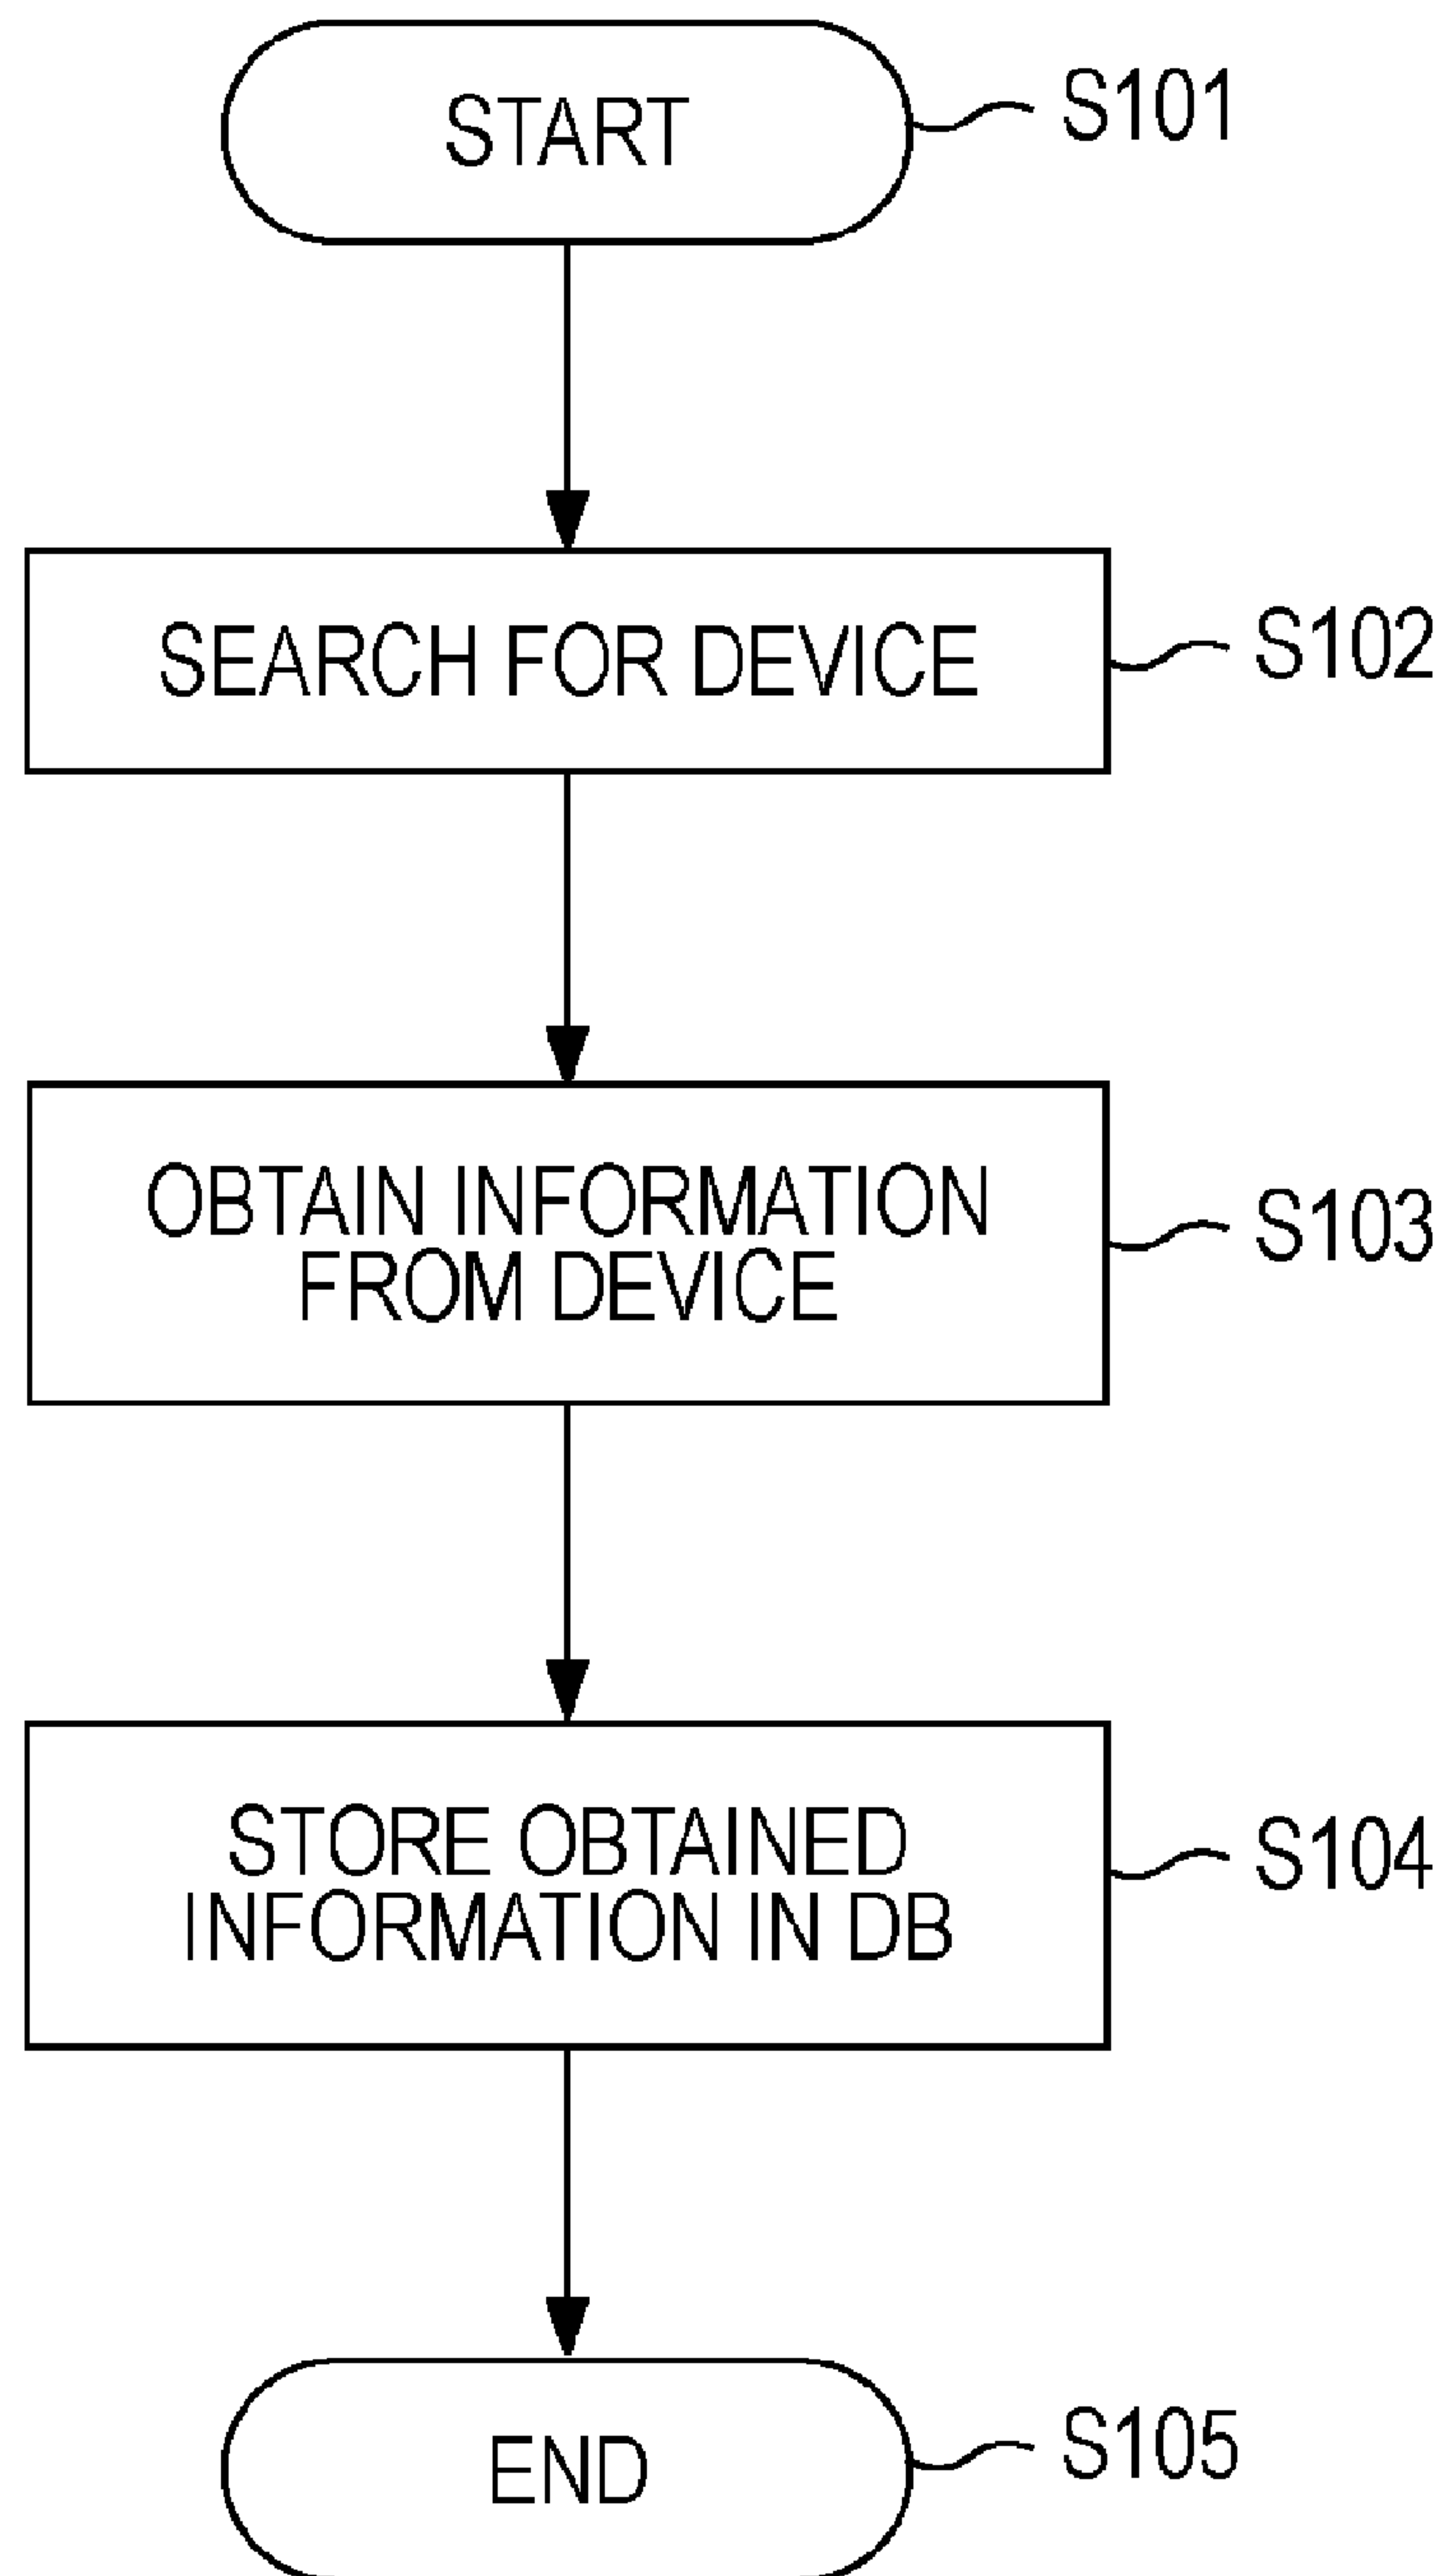 START
S101
SEARCH FOR DEVICE
S102
OBTAIN INFORMATION
FROM DEVICE
S103
STORE OBTAINED
INFORMATION IN DB
S104
END
S105